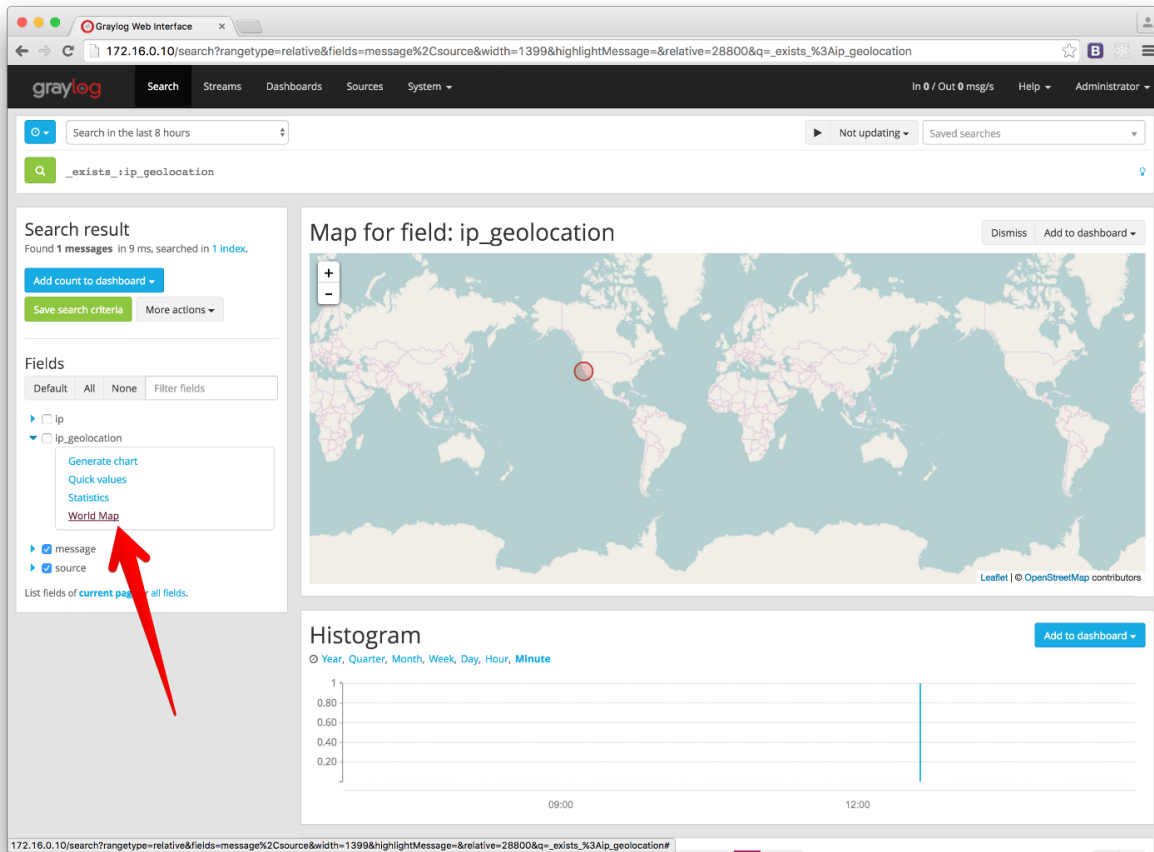 Graylog Web Interface
172.16.0.10/search?rangetype=relative&fields=message%2Csource&width=1399&highlightMessage=&relative=28800&q=_exists_%3Aip_geolocation
B
graylog Search Streams Dashboards Sources System In 0 / Out 0 msg/s Help Administrator
Search in the last 8 hours Not updating Saved searches
_exists_:ip_geolocation
Search result
Found 1 messages in 9 ms, searched in 1 index.
Add count to dashboard
Save search criteria More actions
Fields
Default All None Filter fields
ip
ip_geolocation
Generate chart
Quick values
Statistics
World Map
message
source
List fields of current pag all fields.
Map for field: ip_geolocation Dismiss Add to dashboard
+
-
Leaflet | © OpenStreetMap contributors
Histogram Add to dashboard
Year, Quarter, Month, Week, Day, Hour, Minute
1
0.80
0.60
0.40
0.20
09:00 12:00
172.16.0.10/search?rangetype=relative&fields=message%2Csource&width=1399&highlightMessage=&relative=28800&q=_exists_%3Aip_geolocation#